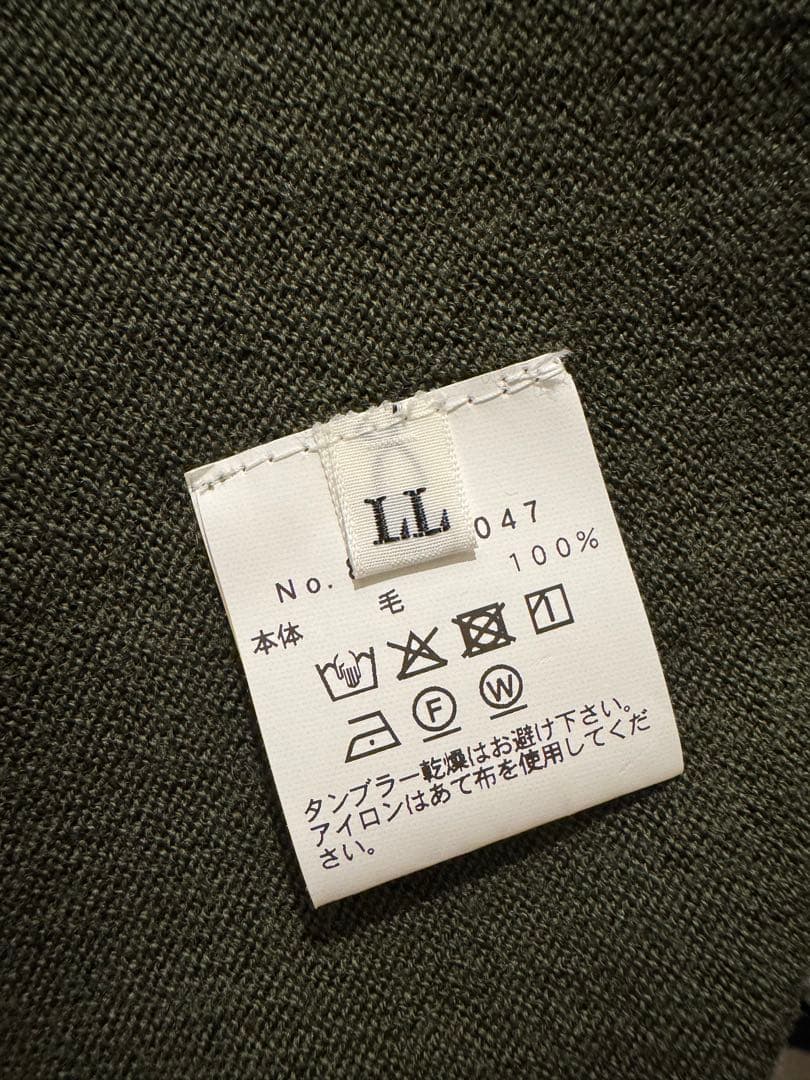 LL
No. 047
本体 毛 100%
F W
タンブラー乾燥はお避け下さい。
アイロンはあて布を使用してくだ
さい。